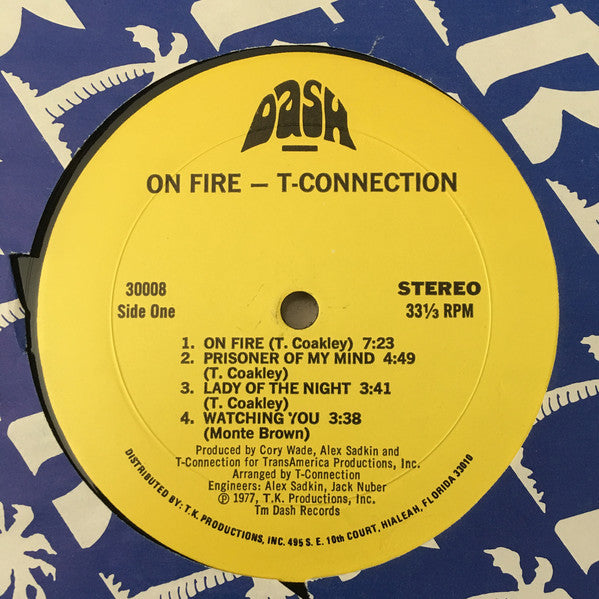 Dash
ON FIRE — T-CONNECTION
30008
Side One
STEREO
33⅓ RPM
1. ON FIRE (T. Coakley) 7:23
2. PRISONER OF MY MIND 4:49
(T. Coakley)
3. LADY OF THE NIGHT 3:41
(T. Coakley)
4. WATCHING YOU 3:38
(Monte Brown)
Produced by Cory Wade, Alex Sadkin and
T-Connection for TransAmerica Productions, Inc.
Arranged by T-Connection
Engineers: Alex Sadkin, Jack Nuber
℗ 1977, T.K. Productions, Inc.
Tm Dash Records
DISTRIBUTED BY: T.K. PRODUCTIONS, INC. 495 S. E. 10th COURT, HIALEAH, FLORIDA 33010